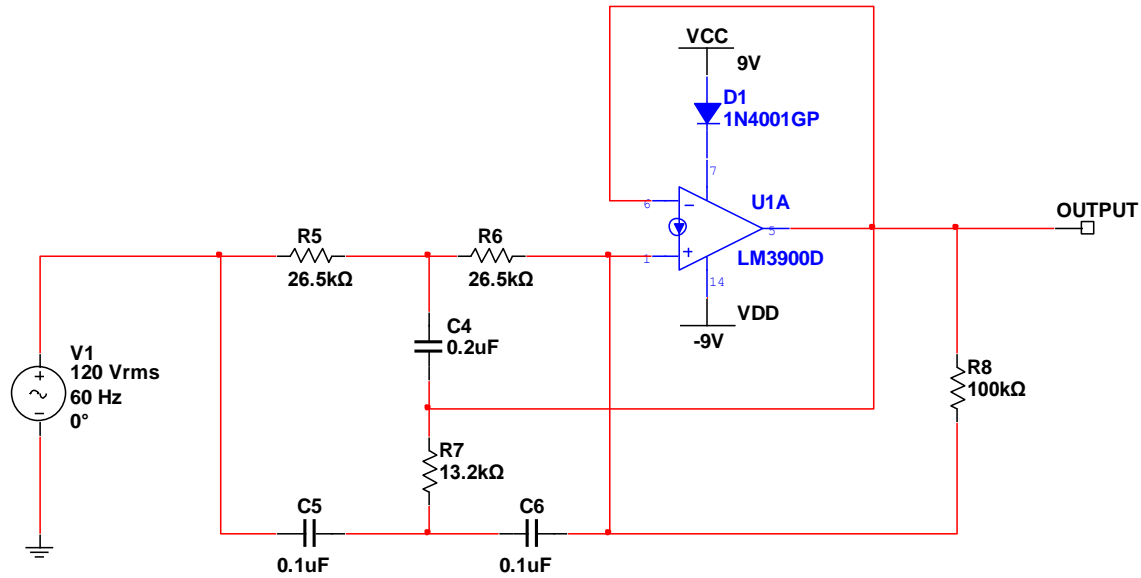 VCC
9V
D1
1N4001GP
7
6
U1A
5
1
LM3900D
14
VDD
-9V
OUTPUT
R5
26.5kΩ
R6
26.5kΩ
C4
0.2uF
V1
120 Vrms
60 Hz
0°
R8
100kΩ
R7
13.2kΩ
C5
0.1uF
C6
0.1uF